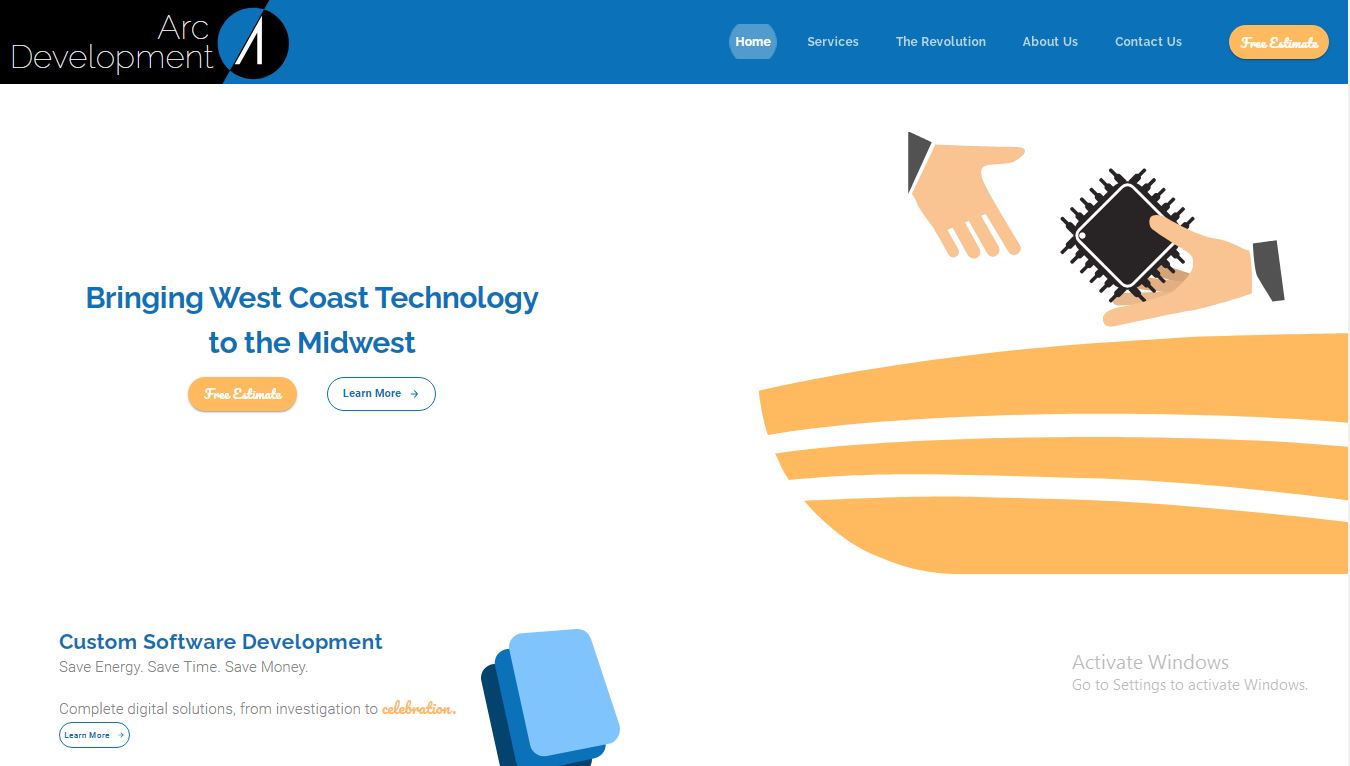 Arc
Development
Home Services The Revolution About Us Contact Us Free Estimate
Bringing West Coast Technology
to the Midwest
Free Estimate Learn More
Custom Software Development
Save Energy. Save Time. Save Money.
Complete digital solutions, from investigation to celebration.
Learn More
Activate Windows
Go to Settings to activate Windows.